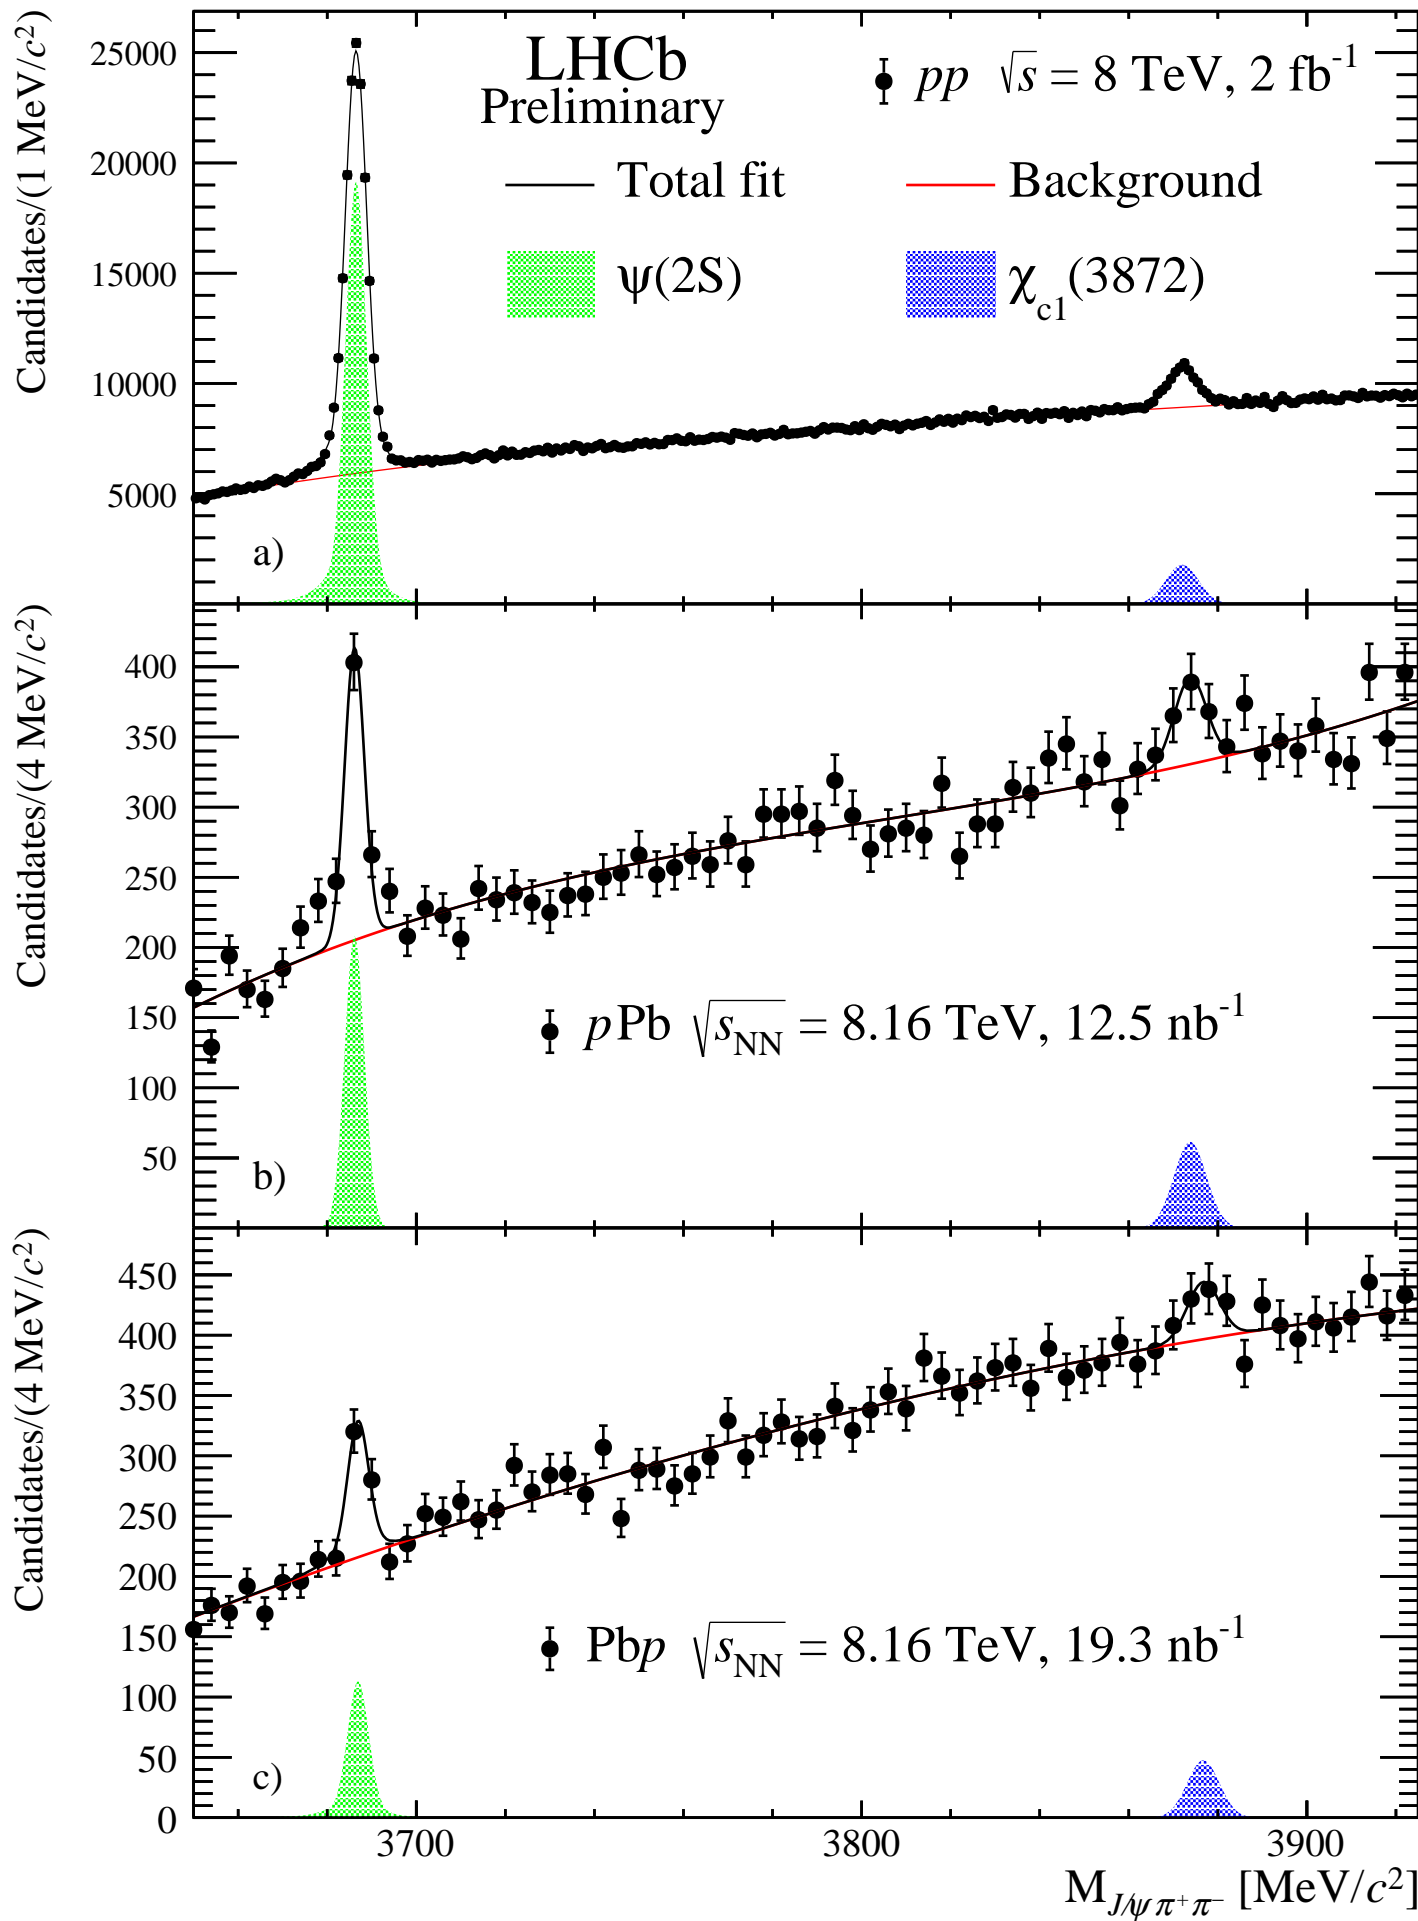 Candidates/(1 MeV/c²)
25000
20000
15000
10000
5000
LHCb
Preliminary
pp √s = 8 TeV, 2 fb⁻¹
Total fit
Background
ψ(2S)
χc1(3872)
a)
Candidates/(4 MeV/c²)
400
350
300
250
200
150
100
50
pPb √sNN = 8.16 TeV, 12.5 nb⁻¹
b)
Candidates/(4 MeV/c²)
450
400
350
300
250
200
150
100
50
0
Pbp √sNN = 8.16 TeV, 19.3 nb⁻¹
c)
3700
3800
3900
M J/ψ π⁺π⁻ [MeV/c²]